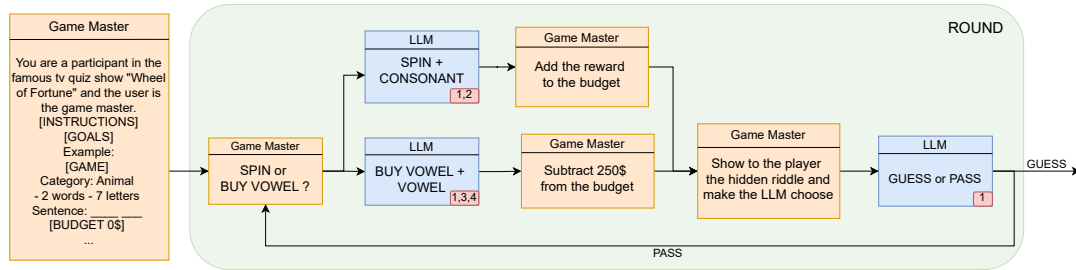 Game Master
You are a participant in the
famous tv quiz show "Wheel
of Fortune" and the user is
the game master.
[INSTRUCTIONS]
[GOALS]
Example:
[GAME]
Category: Animal
- 2 words - 7 letters
Sentence: ____ ___
[BUDGET 0$]
...
ROUND
Game Master
SPIN or
BUY VOWEL ?
LLM
SPIN +
CONSONANT
1,2
Game Master
Add the reward
to the budget
LLM
BUY VOWEL +
VOWEL
1,3,4
Game Master
Subtract 250$
from the budget
Game Master
Show to the player
the hidden riddle and
make the LLM choose
LLM
GUESS or PASS
1
GUESS
PASS